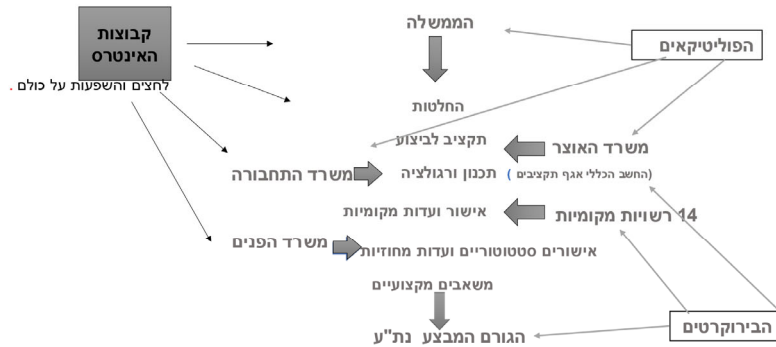 קבוצות
האינטרס
לחצים והשפעות על כולם .
הממשלה
הפוליטיקאים
החלטות
תקציב לביצוע
משרד האוצר
(החשב הכללי אגף תקציבים )
תכנון ורגולציה
משרד התחבורה
אישור ועדות מקומיות
14 רשויות מקומיות
משרד הפנים
אישורים סטטוטוריים ועדות מחוזיות
משאבים מקצועיים
הבירוקרטים
הגורם המבצע נת"ע